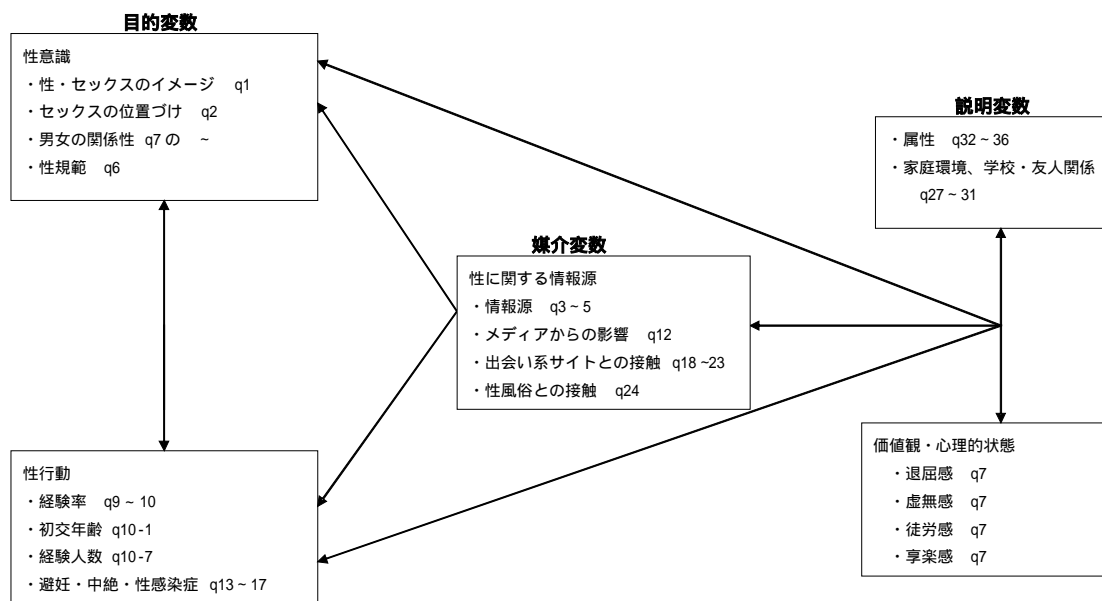 目的変数
性意識
・性・セックスのイメージ q1
・セックスの位置づけ q2
・男女の関係性 q7 の ~
・性規範 q6
説明変数
・属性 q32 ~ 36
・家庭環境、学校・友人関係
q27 ~ 31
媒介変数
性に関する情報源
・情報源 q3 ~ 5
・メディアからの影響 q12
・出会い系サイトとの接触 q18 ~23
・性風俗との接触 q24
性行動
・経験率 q9 ~ 10
・初交年齢 q10-1
・経験人数 q10-7
・避妊・中絶・性感染症 q13 ~ 17
価値観・心理的状態
・退屈感 q7
・虚無感 q7
・徒労感 q7
・享楽感 q7